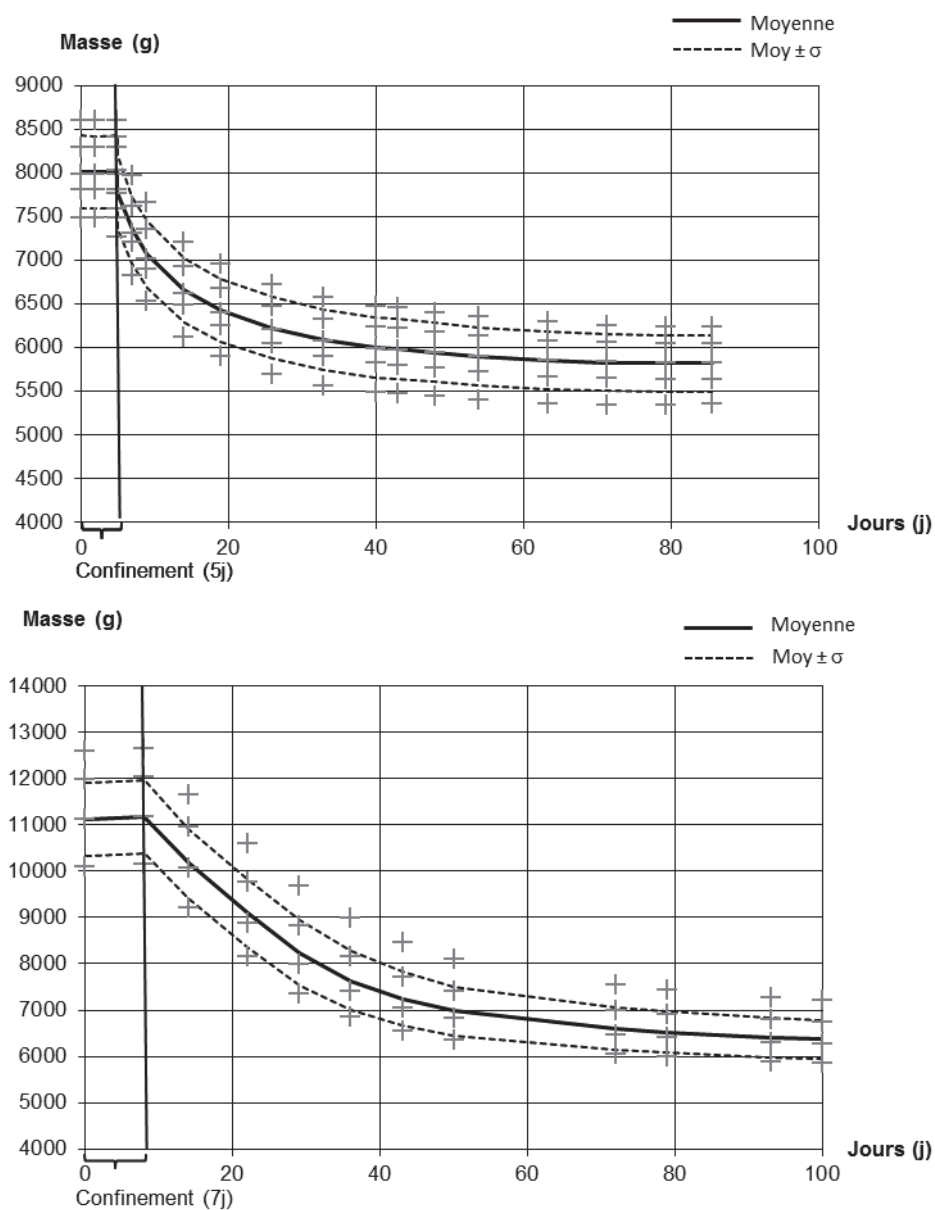 Moyenne
Masse (g)
Moy ± σ
9000
8500
8000
7500
7000
6500
6000
5500
5000
4500
4000
Jours (j)
0 20 40 60 80 100
Confinement (5j)
Masse (g)
Moyenne
Moy ± σ
14000
13000
12000
11000
10000
9000
8000
7000
6000
5000
4000
Jours (j)
0 20 40 60 80 100
Confinement (7j)